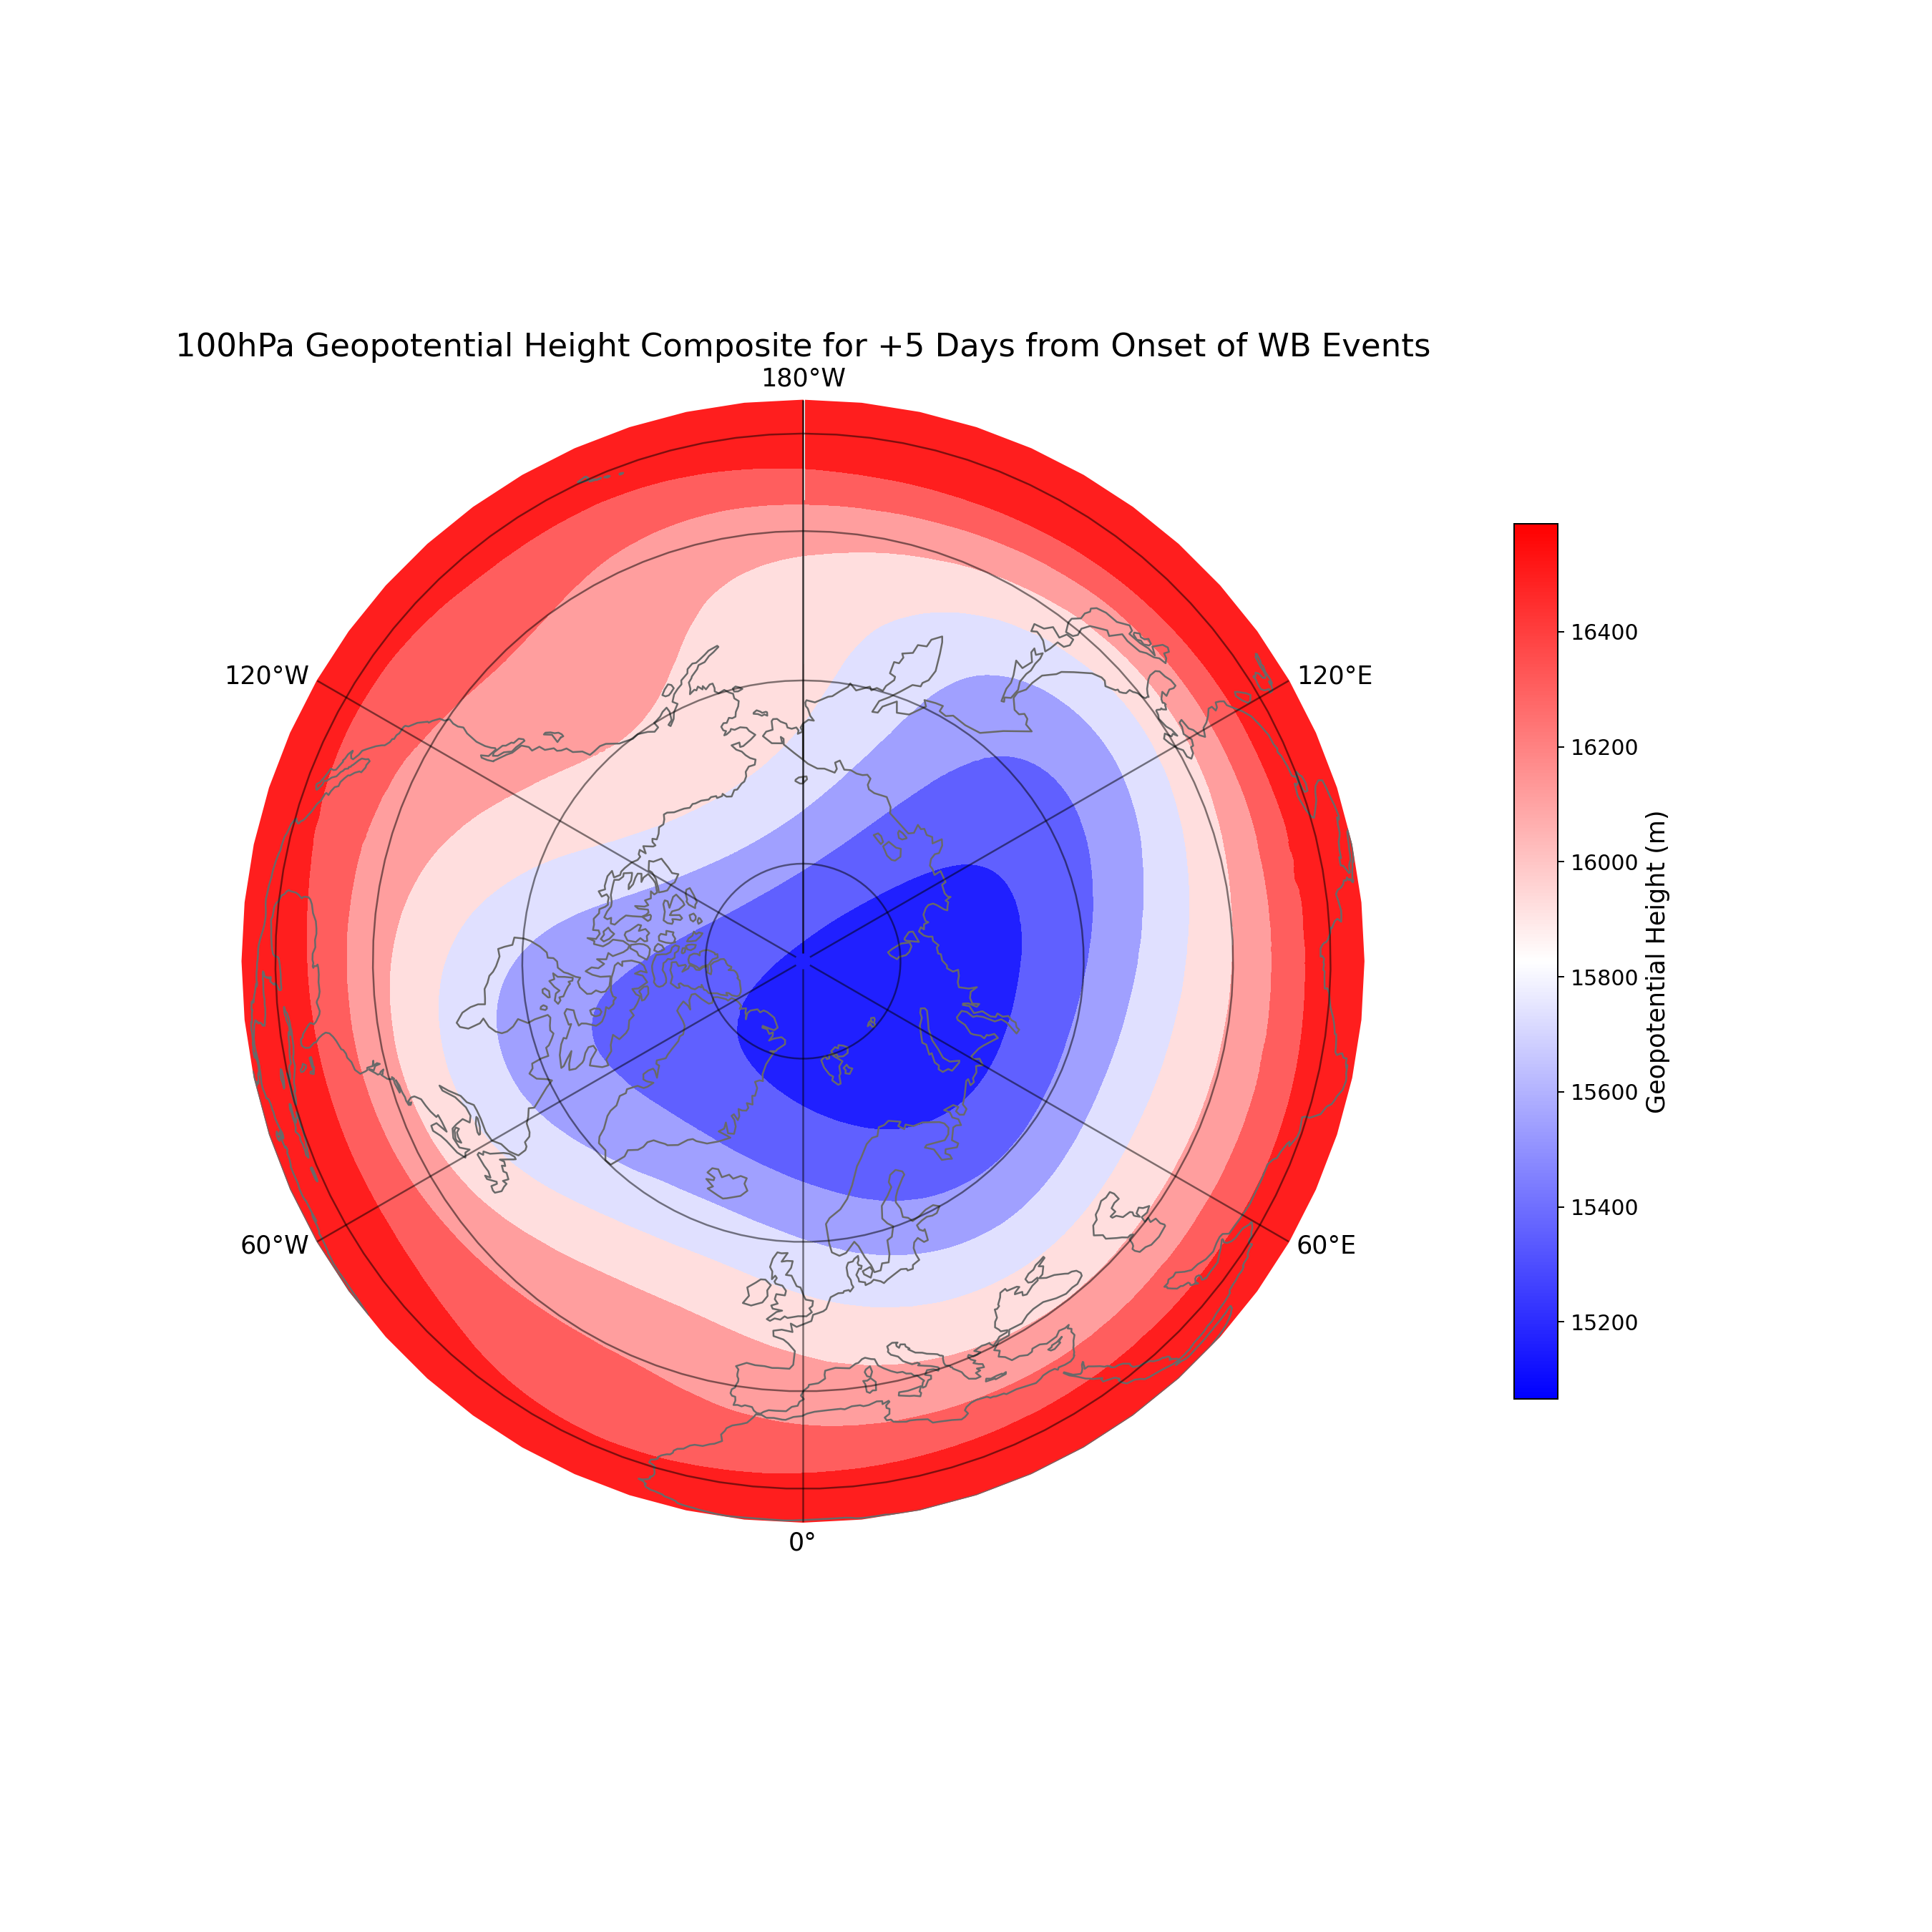 100hPa Geopotential Height Composite for +5 Days from Onset of WB Events
180°W
120°W
120°E
60°W
60°E
0°
16400
16200
16000
15800
15600
15400
15200
Geopotential Height (m)